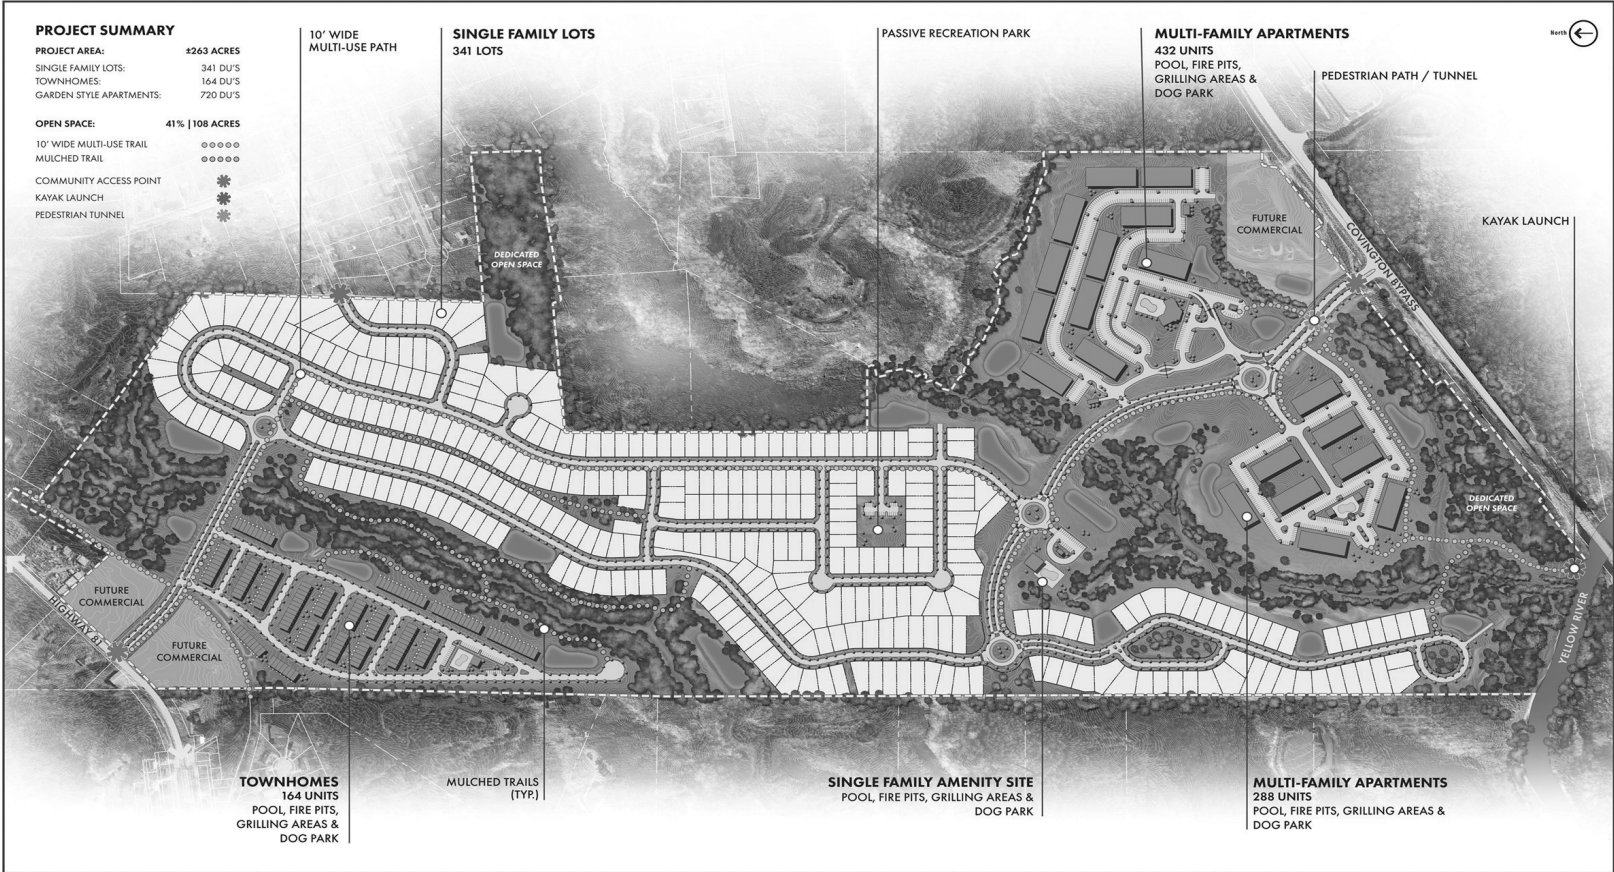 PROJECT SUMMARY
PROJECT AREA: ±263 ACRES
SINGLE FAMILY LOTS: 341 DU'S
TOWNHOMES: 164 DU'S
GARDEN STYLE APARTMENTS: 720 DU'S
OPEN SPACE: 41% | 108 ACRES
10' WIDE MULTI-USE TRAIL
MULCHED TRAIL
COMMUNITY ACCESS POINT
KAYAK LAUNCH
PEDESTRIAN TUNNEL
10' WIDE
MULTI-USE PATH
SINGLE FAMILY LOTS
341 LOTS
PASSIVE RECREATION PARK
MULTI-FAMILY APARTMENTS
432 UNITS
POOL, FIRE PITS,
GRILLING AREAS &
DOG PARK
PEDESTRIAN PATH / TUNNEL
North
KAYAK LAUNCH
DEDICATED
OPEN SPACE
FUTURE
COMMERCIAL
COVINGTON BYPASS
DEDICATED
OPEN SPACE
YELLOW RIVER
FUTURE
COMMERCIAL
HIGHWAY 81
FUTURE
COMMERCIAL
TOWNHOMES
164 UNITS
POOL, FIRE PITS,
GRILLING AREAS &
DOG PARK
MULCHED TRAILS
(TYP.)
SINGLE FAMILY AMENITY SITE
POOL, FIRE PITS, GRILLING AREAS &
DOG PARK
MULTI-FAMILY APARTMENTS
288 UNITS
POOL, FIRE PITS, GRILLING AREAS &
DOG PARK